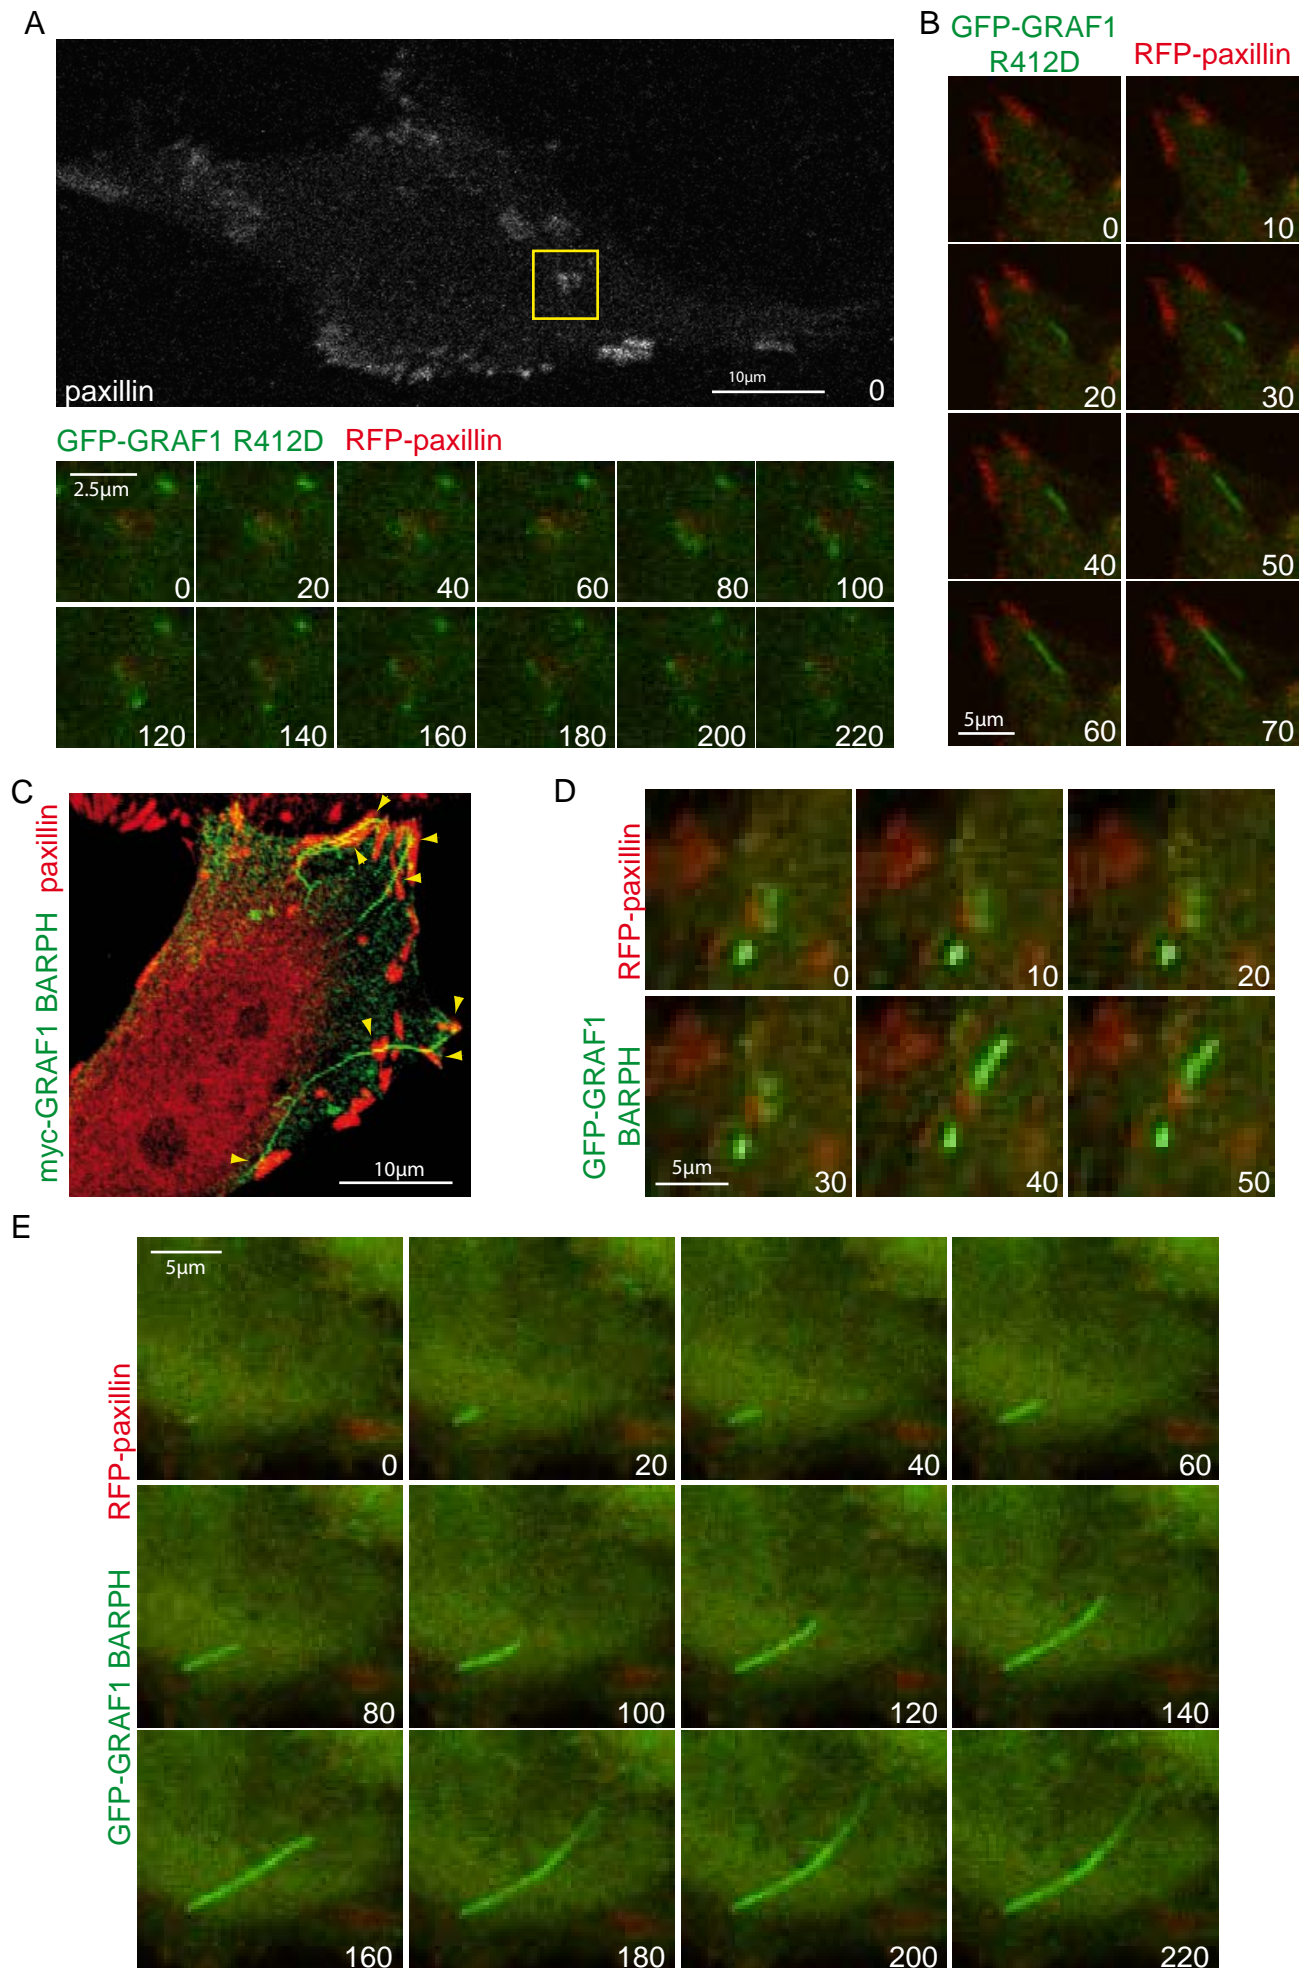 A
paxillin
10µm
0
GFP-GRAF1 R412D RFP-paxillin
2.5µm
0
20
40
60
80
100
120
140
160
180
200
220
B
GFP-GRAF1
R412D
RFP-paxillin
0
10
20
30
40
50
5µm
60
70
C
myc-GRAF1 BARPH paxillin
10µm
D
RFP-paxillin
GFP-GRAF1
BARPH
0
10
20
5µm
30
40
50
E
GFP-GRAF1 BARPH RFP-paxillin
5µm
0
20
40
60
80
100
120
140
160
180
200
220